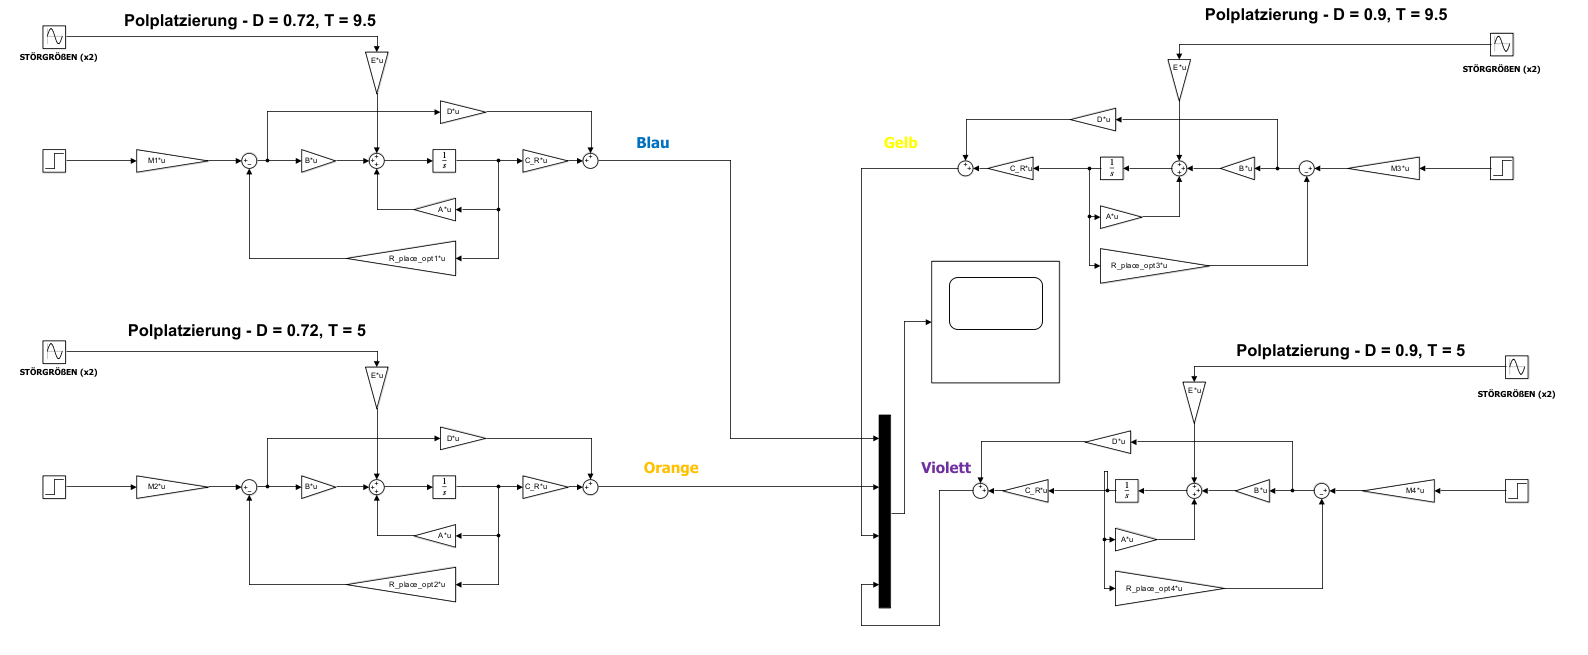 Polplatzierung - D = 0.72, T = 9.5
STÖRGRÖßEN (x2)
E*u
D*u
M1*u
+
−
B*u
+
+
+
1
s
C_R*u
+
+
A*u
R_place_opt1*u
Blau
Polplatzierung - D = 0.9, T = 9.5
STÖRGRÖßEN (x2)
E*u
D*u
Gelb
+
+
C_R*u
1
s
+
+
+
B*u
+
−
M3*u
A*u
R_place_opt3*u
Polplatzierung - D = 0.72, T = 5
STÖRGRÖßEN (x2)
E*u
D*u
M2*u
+
−
B*u
+
+
+
1
s
C_R*u
+
+
A*u
R_place_opt2*u
Orange
Polplatzierung - D = 0.9, T = 5
STÖRGRÖßEN (x2)
E*u
D*u
Violett
+
+
C_R*u
1
s
+
+
+
B*u
+
−
M4*u
A*u
R_place_opt4*u